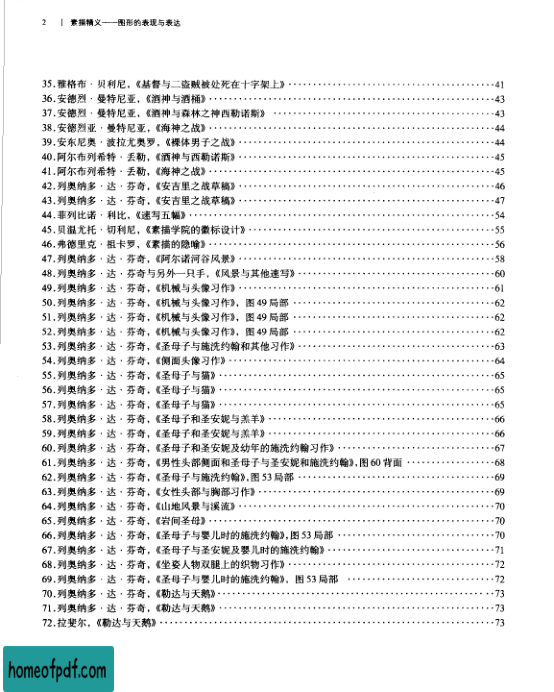 2 | 素描精义——图形的表现与表达
35.雅格布·贝利尼,《基督与二盗贼被处死在十字架上》……41
36.安德烈·曼特尼亚,《酒神与酒桶》……43
37.安德烈·曼特尼亚,《酒神与森林之神西勒诺斯》……43
38.安德烈亚·曼特尼亚,《海神之战》……44
39.安东尼奥·波拉尤奥罗,《裸体男子之战》……44
40.阿尔布列希特·丢勒,《酒神与西勒诺斯》……45
41.阿尔布列希特·丢勒,《海神之战》……45
42.列奥纳多·达·芬奇,《安吉里之战草稿》……46
43.列奥纳多·达·芬奇,《安吉里之战草稿》……47
44.菲列比诺·利比,《速写五幅》……54
45.贝温尤托·切利尼,《素描学院的徽标设计》……55
46.弗德里克·祖卡罗,《素描的隐喻》……56
47.列奥纳多·达·芬奇,《阿尔诺河谷风景》……58
48.列奥纳多·达·芬奇与另外一只手,《风景与其他速写》……60
49.列奥纳多·达·芬奇,《机械与头像习作》……61
50.列奥纳多·达·芬奇,《机械与头像习作》,图49局部……62
51.列奥纳多·达·芬奇,《机械与头像习作》,图49局部……62
52.列奥纳多·达·芬奇,《机械与头像习作》,图49局部……62
53.列奥纳多·达·芬奇,《圣母子与施洗约翰和其他习作》……63
54.列奥纳多·达·芬奇,《侧面头像习作》……64
55.列奥纳多·达·芬奇,《圣母子与猫》……65
56.列奥纳多·达·芬奇,《圣母子与猫》……65
57.列奥纳多·达·芬奇,《圣母子与猫》……65
58.列奥纳多·达·芬奇,《圣母子和圣安妮与羔羊》……66
59.列奥纳多·达·芬奇,《圣母子和圣安妮与羔羊》……66
60.列奥纳多·达·芬奇,《圣母子和圣安妮及幼年的施洗约翰习作》……67
61.列奥纳多·达·芬奇,《男性头部侧面和圣母子与圣安妮和施洗约翰》,图60背面……68
62.列奥纳多·达·芬奇,《圣母子与施洗约翰》,图53局部……69
63.列奥纳多·达·芬奇,《女性头部与胸部习作》……69
64.列奥纳多·达·芬奇,《山地风景与溪流》……70
65.列奥纳多·达·芬奇,《岩间圣母》……70
66.列奥纳多·达·芬奇,《圣母子与婴儿时的施洗约翰》,图53局部……70
67.列奥纳多·达·芬奇,《圣母子与圣安妮及婴儿时的施洗约翰》……71
68.列奥纳多·达·芬奇,《坐姿人物双腿上的织物习作》……72
69.列奥纳多·达·芬奇,《圣母子与婴儿时的施洗约翰》,图53局部……72
70.列奥纳多·达·芬奇,《勒达与天鹅》……73
71.列奥纳多·达·芬奇,《勒达与天鹅》……73
72.拉斐尔,《勒达与天鹅》……73
homeofpdf.com